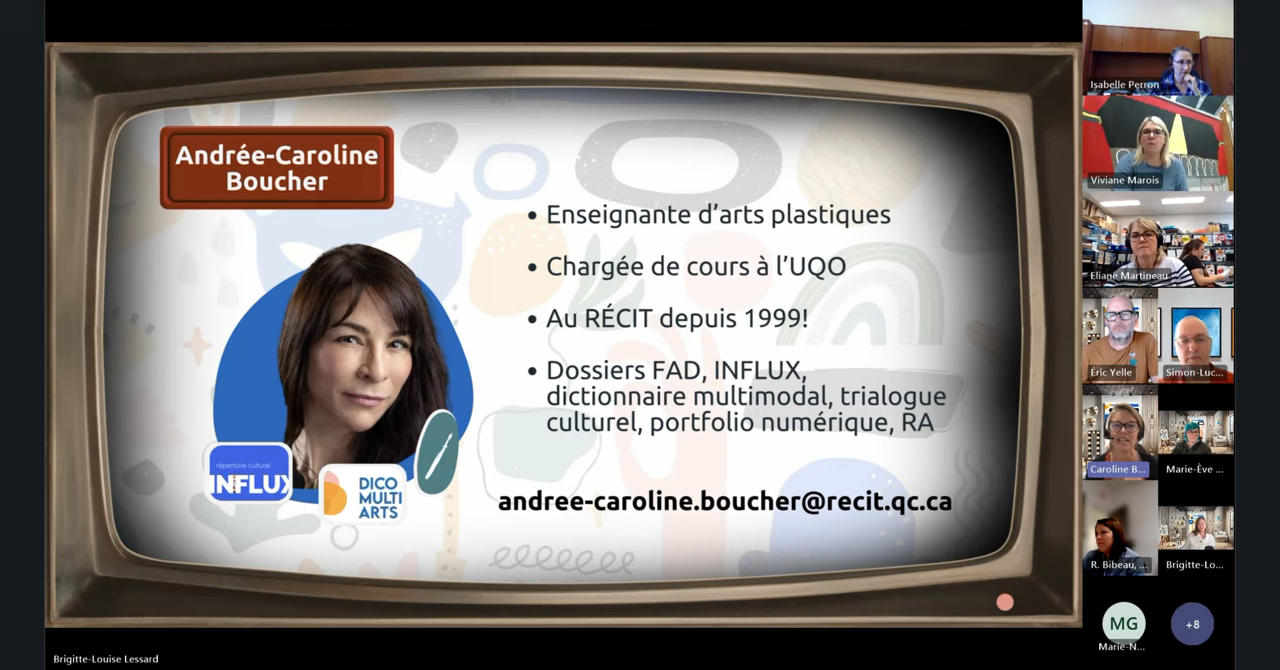 Andrée-Caroline
Boucher
• Enseignante d’arts plastiques
• Chargée de cours à l’UQO
• Au RÉCIT depuis 1999!
• Dossiers FAD, INFLUX,
dictionnaire multimodal, trialogue
culturel, portfolio numérique, RA
répertoire culturel
INFLUX
DICO
MULTI
ARTS
andree-caroline.boucher@recit.qc.ca
Brigitte-Louise Lessard
Isabelle Perron
Viviane Marois
Eliane Martineau
Éric Yelle
Simon-Luc...
Caroline B...
Marie-Ève ...
R. Bibeau, ...
Brigitte-Lo...
MG
Marie-N...
+8